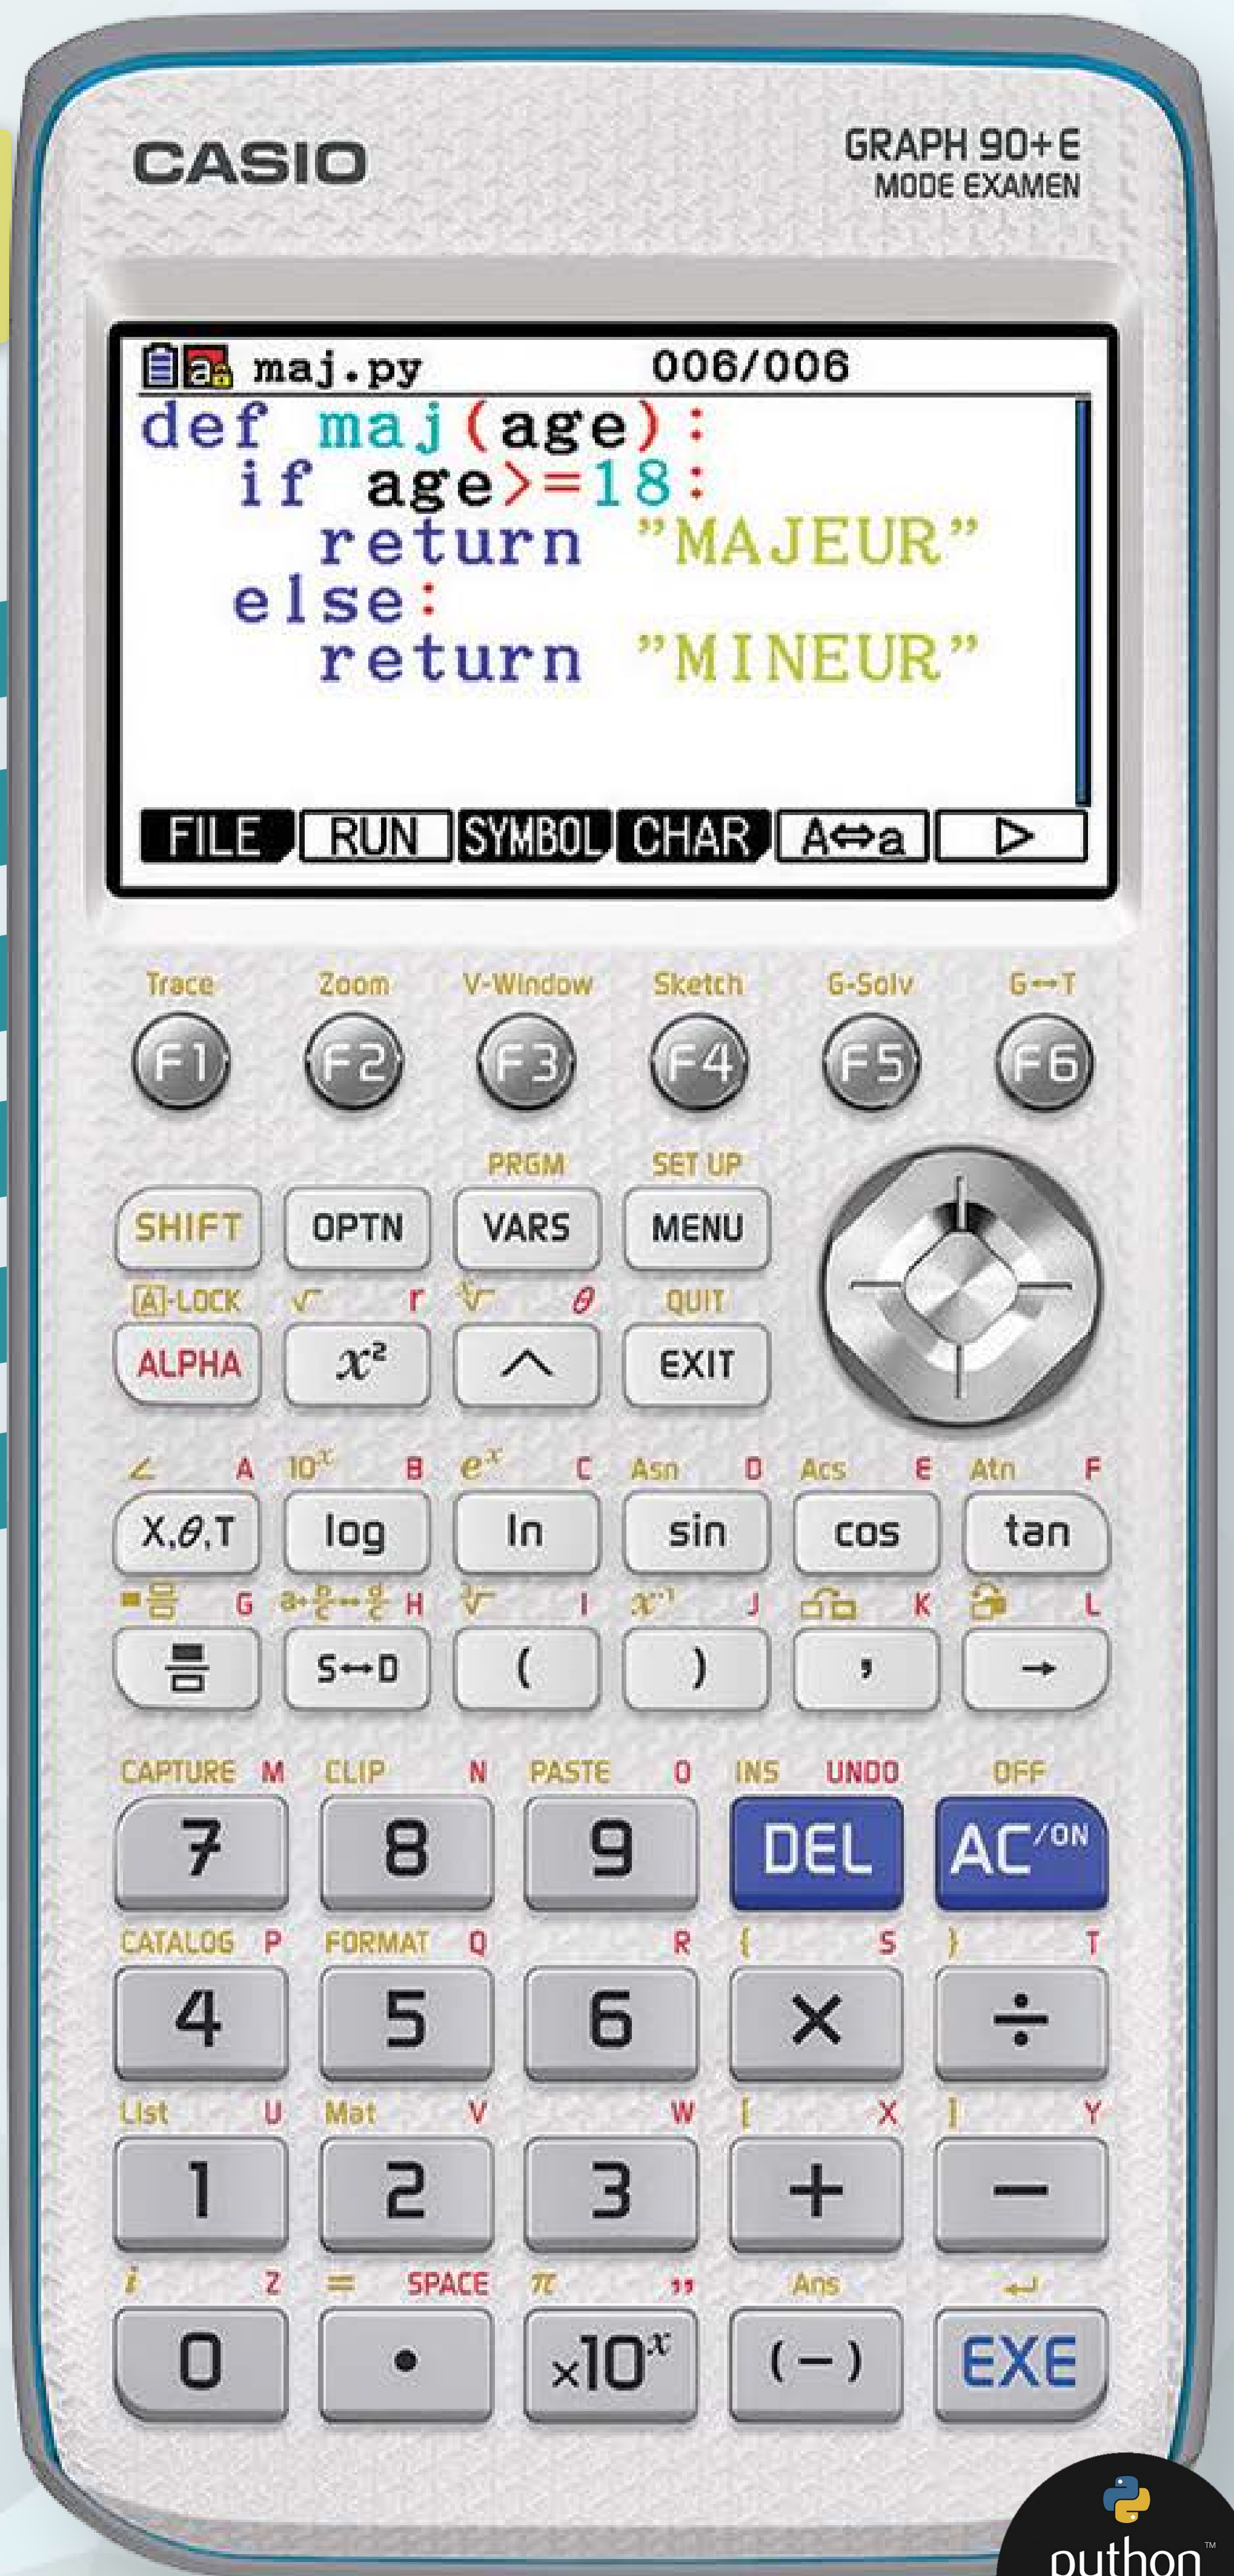 CASIO
GRAPH 90+E
MODE EXAMEN
maj.py 006/006
def maj(age):
if age>=18:
return "MAJEUR"
else:
return "MINEUR"
FILE RUN SYMBOL CHAR A⇔a ▷
Trace Zoom V-Window Sketch G-Solv G↔T
F1 F2 F3 F4 F5 F6
PRGM SET UP
SHIFT OPTN VARS MENU
A-LOCK √ r ˣ√ θ QUIT
ALPHA x² ^ EXIT
∠ A 10ˣ B eˣ C Asn D Acs E Atn F
X,θ,T log ln sin cos tan
G a+b/c↔d/c H ³√ I x⁻¹ J K L
S↔D ( ) , →
CAPTURE M CLIP N PASTE O INS UNDO OFF
7 8 9 DEL AC/ON
CATALOG P FORMAT Q R { S } T
4 5 6 × ÷
List U Mat V W [ X ] Y
1 2 3 + −
i Z = SPACE π " Ans ↵
0 • ×10ˣ (−) EXE
python™